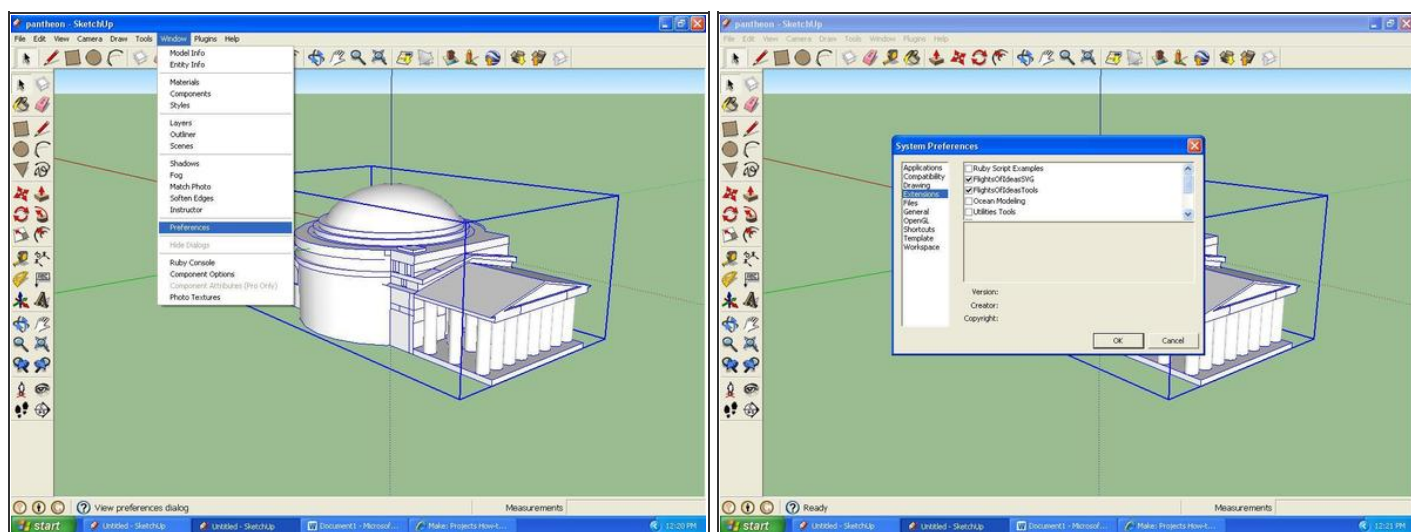 pantheon - SketchUp
File Edit View Camera Draw Tools Window Plugins Help
Model Info
Entity Info
Materials
Components
Styles
Layers
Outliner
Scenes
Shadows
Fog
Match Photo
Soften Edges
Instructor
Preferences
Hide Dialogs
Ruby Console
Component Options
Component Attributes (Pro Only)
Photo Textures
ABC
View preferences dialog
Measurements
start
Untitled - SketchUp
Untitled - SketchUp
Document1 - Microsof...
Make: Projects How-t...
12:20 PM
pantheon - SketchUp
File Edit View Camera Draw Tools Window Plugins Help
System Preferences
Applications
Compatibility
Drawing
Extensions
Files
General
OpenGL
Shortcuts
Template
Workspace
Ruby Script Examples
FlightsOfIdeasSVG
FlightsOfIdeasTools
Ocean Modeling
Utilities Tools
Version:
Creator:
Copyright:
OK
Cancel
ABC
Ready
Measurements
start
Untitled - SketchUp
Untitled - SketchUp
Document1 - Microsof...
Make: Projects How-t...
12:21 PM